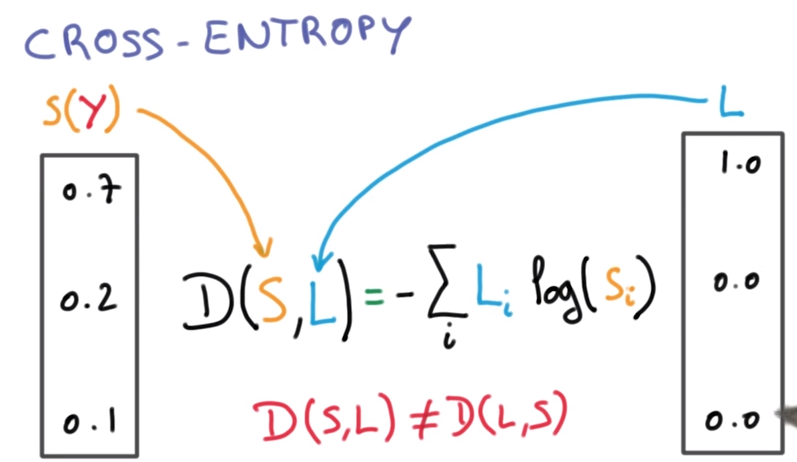 CROSS-ENTROPY
S(Y)
L
0.7
0.2
0.1
D(S,L) = - ∑i Li log(Si)
D(S,L) ≠ D(L,S)
1.0
0.0
0.0